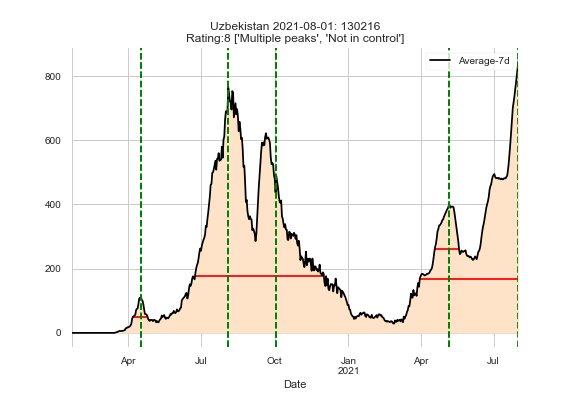 Uzbekistan 2021-08-01: 130216
Rating:8 ['Multiple peaks', 'Not in control']
Average-7d
800
600
400
200
0
Apr
Jul
Oct
Jan
2021
Apr
Jul
Date